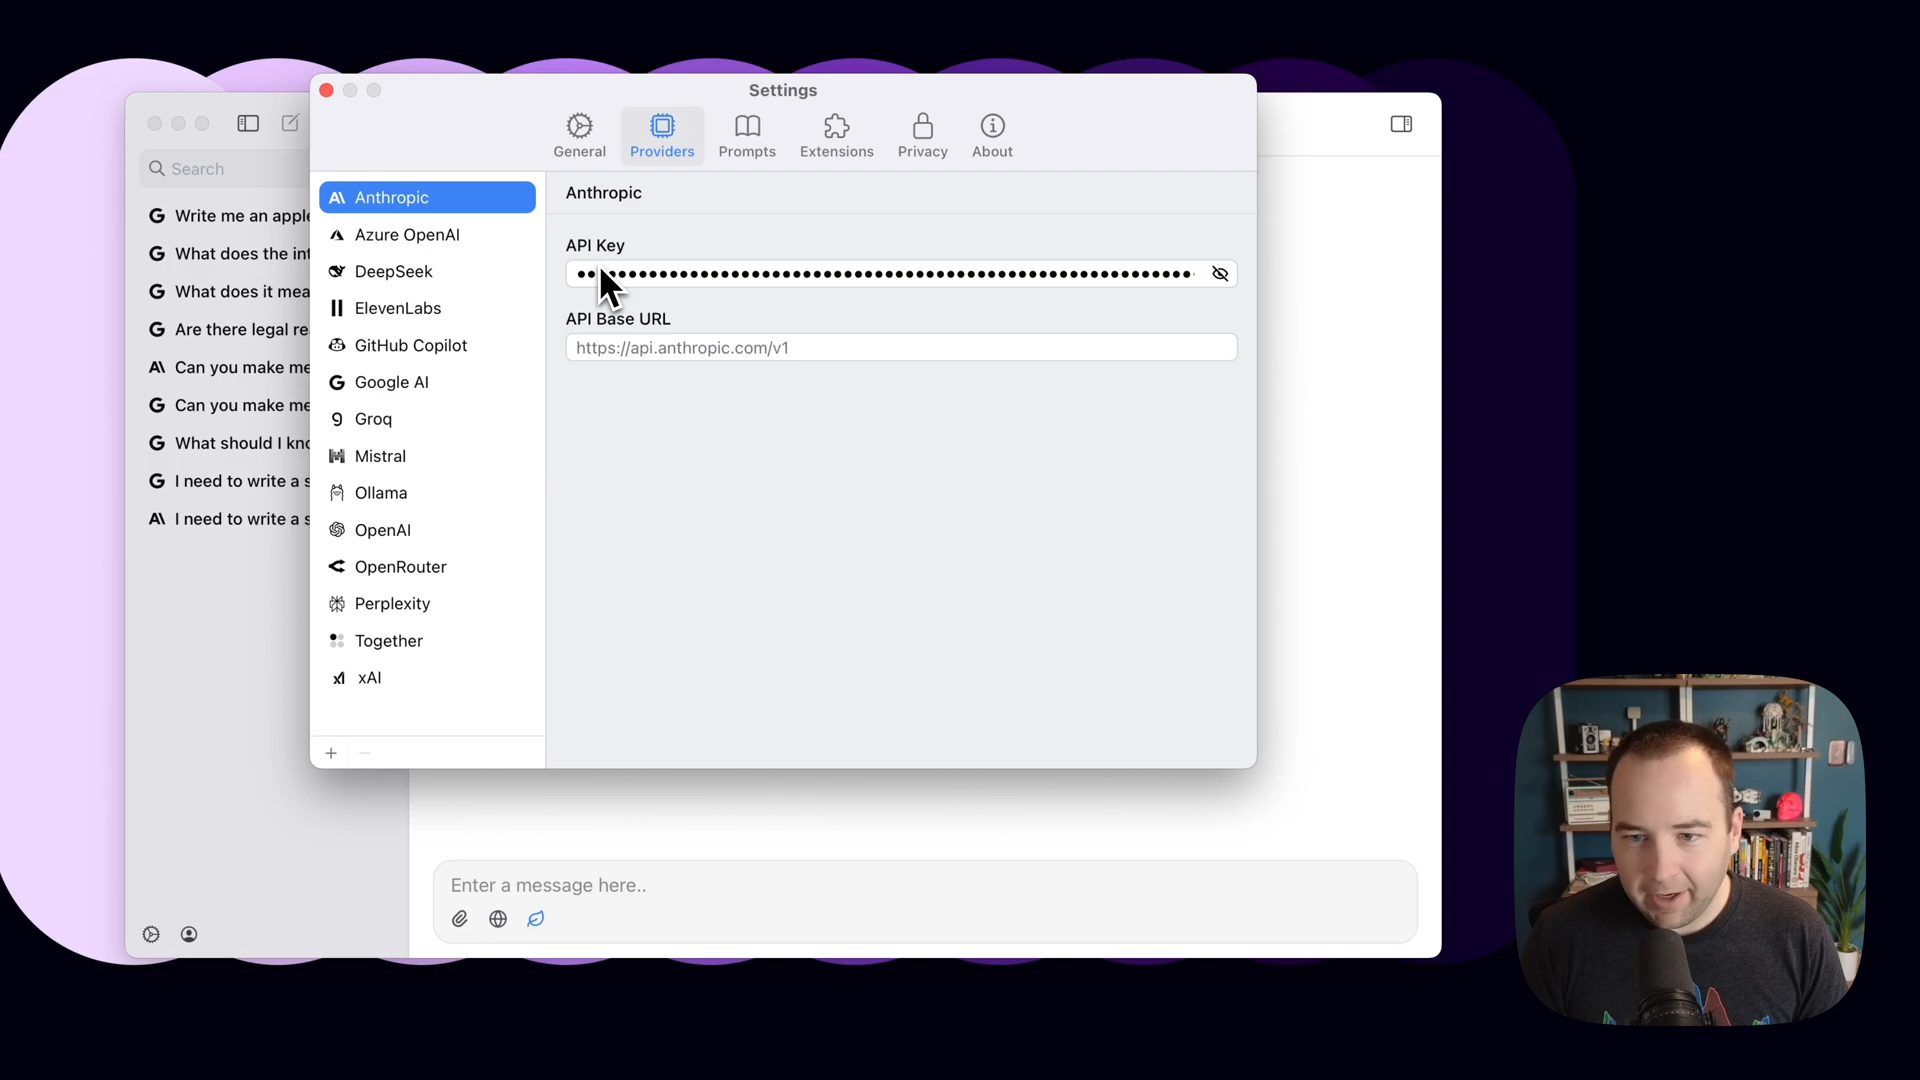 Settings
General
Providers
Prompts
Extensions
Privacy
About
Search
Write me an apple
What does the int
What does it mea
Are there legal re
Can you make me
Can you make me
What should I kno
I need to write a s
I need to write a s
Anthropic
Azure OpenAI
DeepSeek
ElevenLabs
GitHub Copilot
Google AI
Groq
Mistral
Ollama
OpenAI
OpenRouter
Perplexity
Together
xAI
Anthropic
API Key
API Base URL
https://api.anthropic.com/v1
Enter a message here..